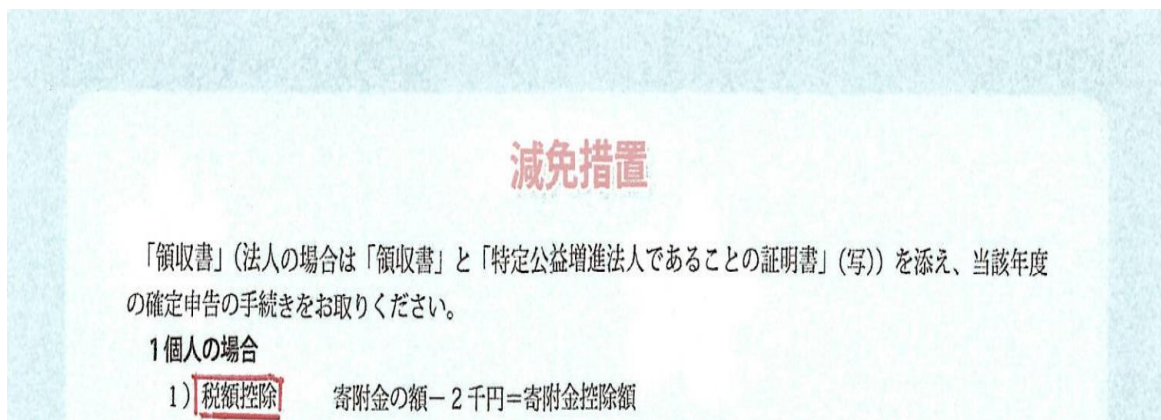 減免措置
「領収書」(法人の場合は「領収書」と「特定公益増進法人であることの証明書」(写))を添え、当該年度
の確定申告の手続きをお取りください。
1個人の場合
1)税額控除 寄附金の額−2千円=寄附金控除額